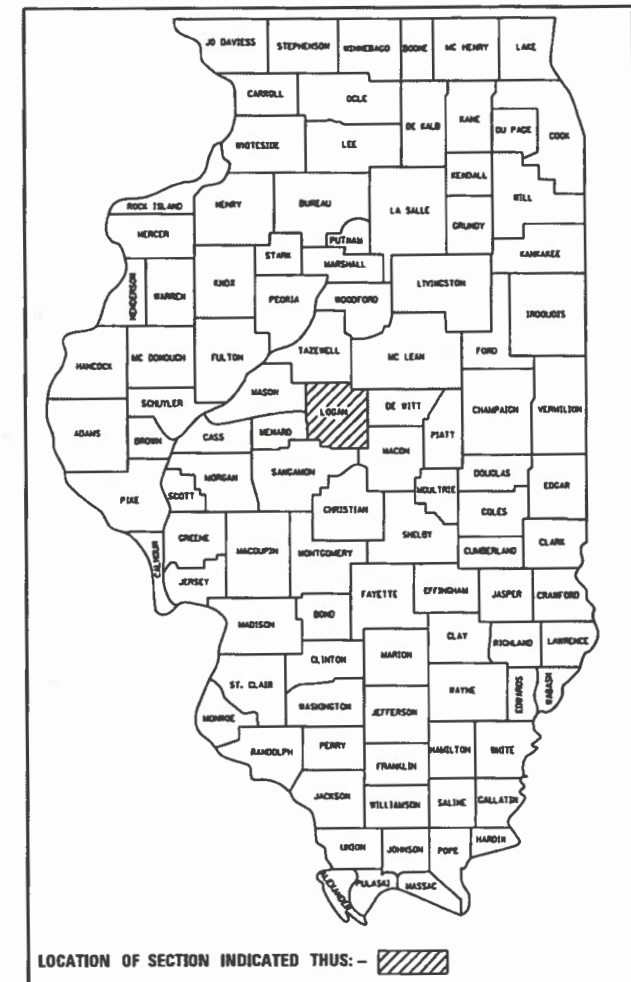 JO DAVIESS STEPHENSON WINNEBAGO BOONE MC HENRY LAKE
CARROLL OGLE DE KALB KANE DU PAGE COOK
WHITESIDE LEE
KENDALL WILL
ROCK ISLAND HENRY BUREAU LA SALLE GRUNDY
MERCER PUTNAM
STARK MARSHALL KANKAKEE
HENDERSON WARREN KNOX PEORIA WOODFORD LIVINGSTON IROQUOIS
HANCOCK MC DONOUGH FULTON TAZEWELL MC LEAN FORD
SCHUYLER MASON LOGAN DE WITT CHAMPAIGN VERMILION
ADAMS BROWN CASS MENARD MACON PIATT
PIKE SCOTT MORGAN SANGAMON MOULTRIE DOUGLAS EDGAR
CHRISTIAN COLES
GREENE MACOUPIN MONTGOMERY SHELBY CUMBERLAND CLARK
CALHOUN JERSEY FAYETTE EFFINGHAM JASPER CRAWFORD
MADISON BOND
CLAY RICHLAND LAWRENCE
CLINTON MARION
ST. CLAIR WAYNE EDWARDS WABASH
WASHINGTON JEFFERSON
MONROE
RANDOLPH PERRY HAMILTON WHITE
FRANKLIN
JACKSON WILLIAMSON SALINE GALLATIN
UNION JOHNSON POPE HARDIN
ALEXANDER PULASKI MASSAC
LOCATION OF SECTION INDICATED THUS: -